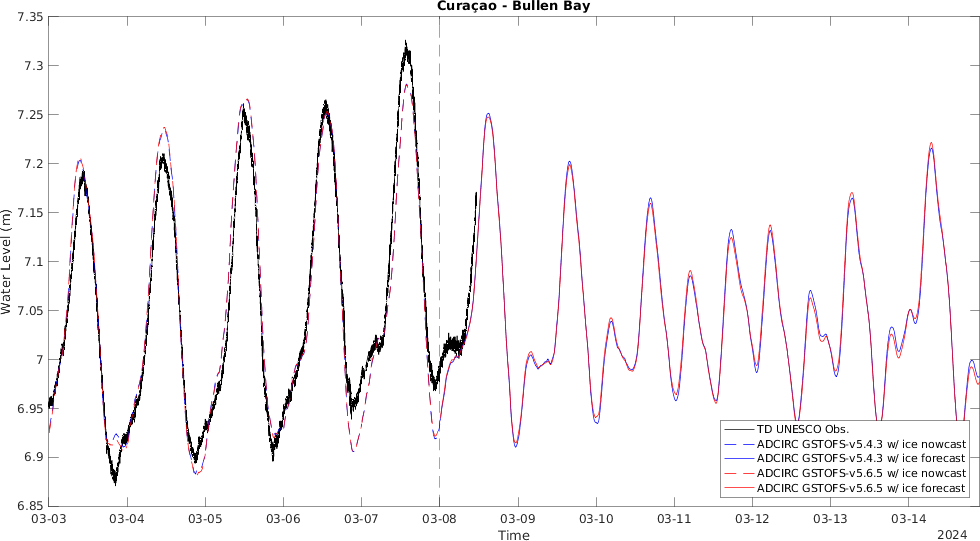 Curaçao - Bullen Bay
7.35
7.3
7.25
7.2
7.15
7.1
7.05
7
6.95
6.9
6.85
Water Level (m)
03-03 03-04 03-05 03-06 03-07 03-08 03-09 03-10 03-11 03-12 03-13 03-14
Time
2024
TD UNESCO Obs.
ADCIRC GSTOFS-v5.4.3 w/ ice nowcast
ADCIRC GSTOFS-v5.4.3 w/ ice forecast
ADCIRC GSTOFS-v5.6.5 w/ ice nowcast
ADCIRC GSTOFS-v5.6.5 w/ ice forecast